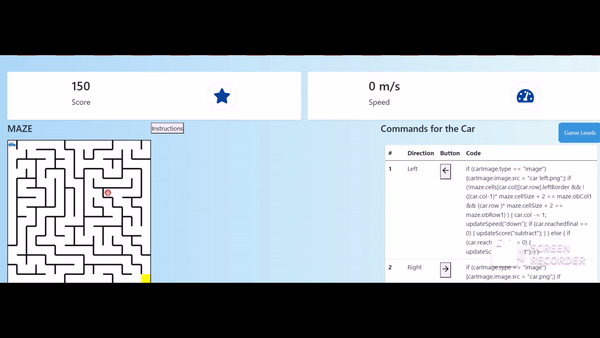 150
Score
0 m/s
Speed
MAZE
Instructions
Commands for the Car
Game Levels
# Direction Button Code
1 Left if (carImage.type == "image")
{carImage.image.src = "car left.png";} if
(!maze.cells[car.col][car.row].leftBorder && !
((car.col-1)* maze.cellSize + 2 == maze.obCol1
&& (car.row )* maze.cellSize + 2 ==
maze.obRow1) ) { car.col -= 1;
updateSpeed("down"); if (car.reachedfinal ==
0) { updateScore("subtract"); } } else { if
(car.reach = 0) {
updateSc
2 Right if (carImage.type == "image")
{carImage.image.src = "car.png";} if
SCREEN
RECORDER